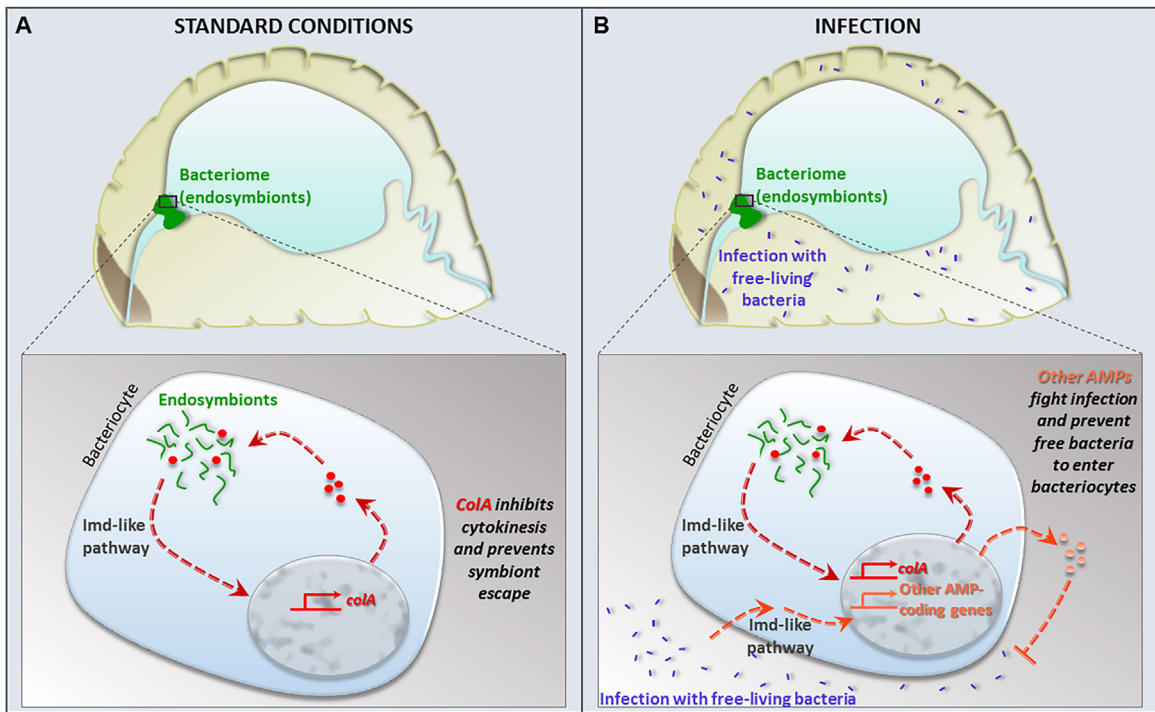 A
STANDARD CONDITIONS
Bacteriome
(endosymbionts)
Bacteriocyte
Endosymbionts
Imd-like
pathway
colA
ColA inhibits
cytokinesis
and prevents
symbiont
escape
B
INFECTION
Bacteriome
(endosymbionts)
Infection with
free-living
bacteria
Bacteriocyte
Imd-like
pathway
colA
Other AMP-
coding genes
Imd-like
pathway
Other AMPs
fight infection
and prevent
free bacteria
to enter
bacteriocytes
Infection with free-living bacteria